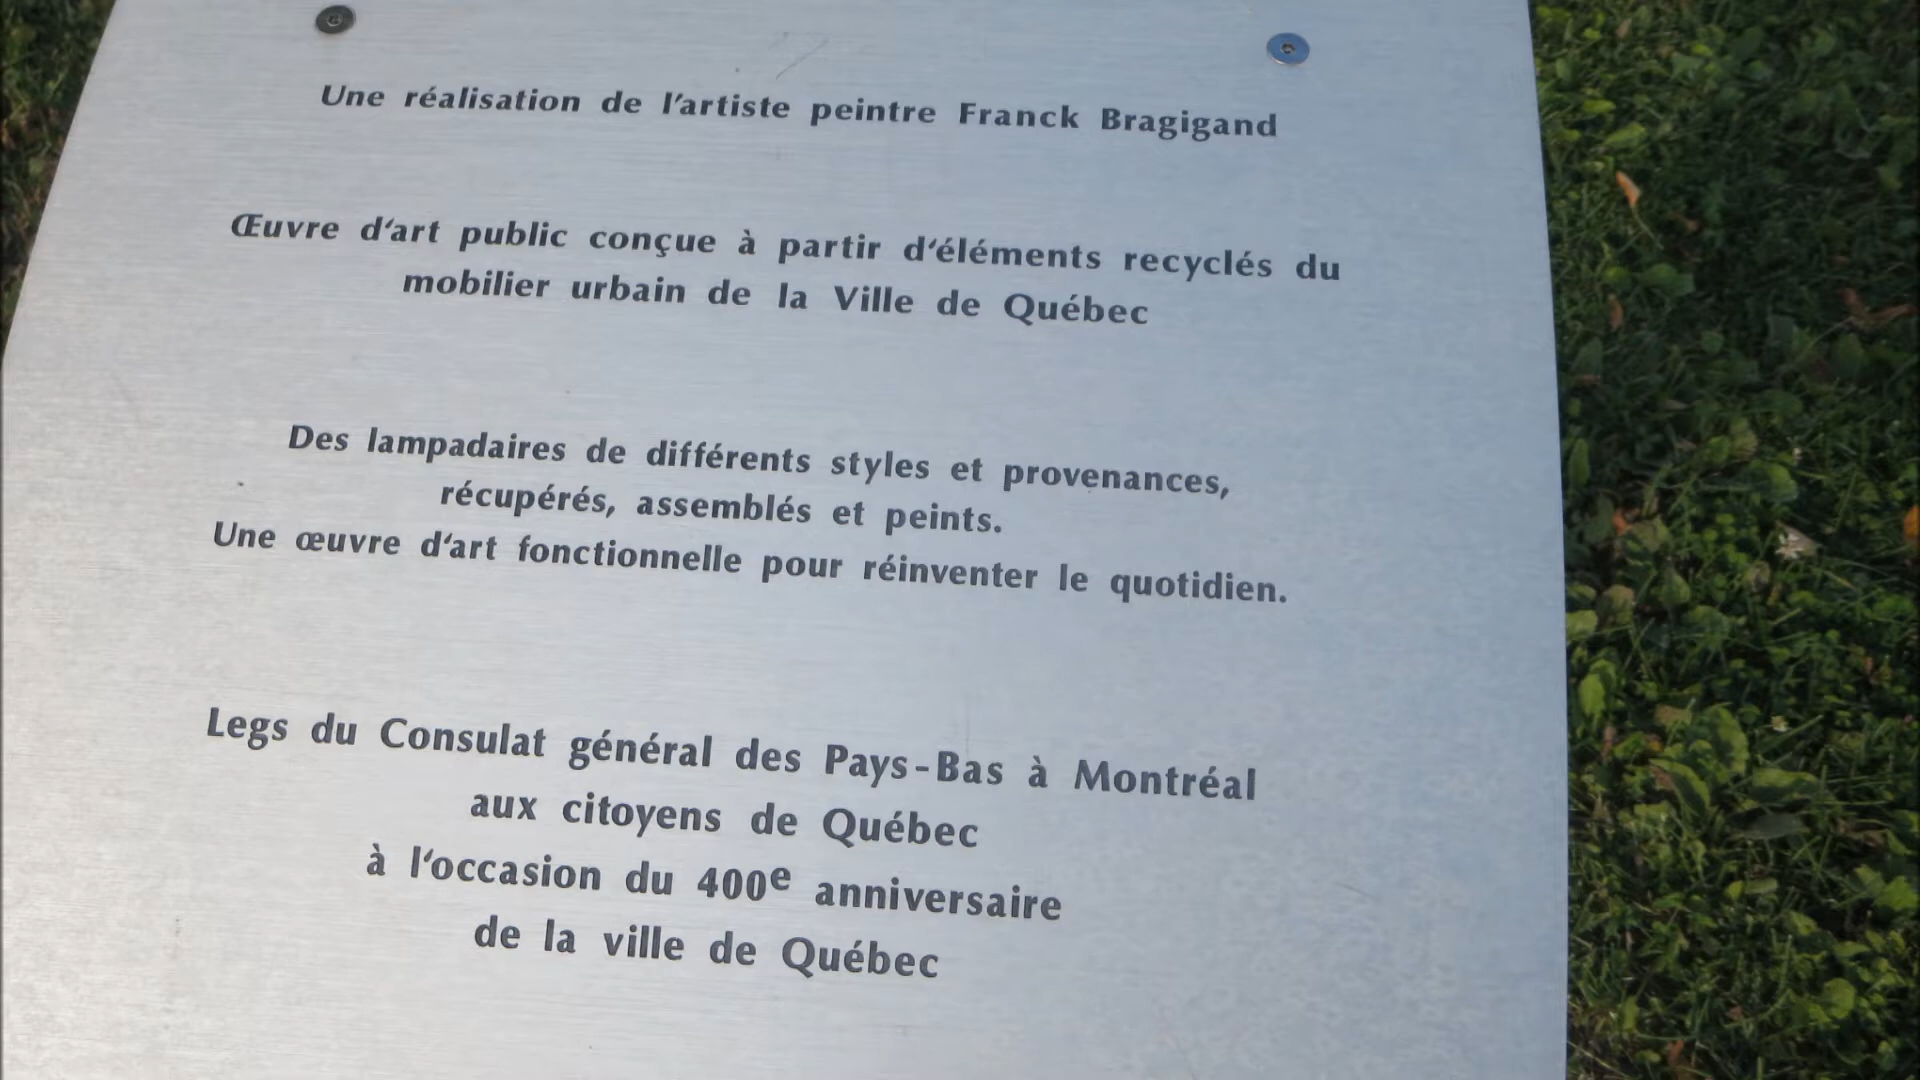 Une réalisation de l'artiste peintre Franck Bragigand
Œuvre d'art public conçue à partir d'éléments recyclés du
mobilier urbain de la Ville de Québec
Des lampadaires de différents styles et provenances,
récupérés, assemblés et peints.
Une œuvre d'art fonctionnelle pour réinventer le quotidien.
Legs du Consulat général des Pays-Bas à Montréal
aux citoyens de Québec
à l'occasion du 400e anniversaire
de la ville de Québec